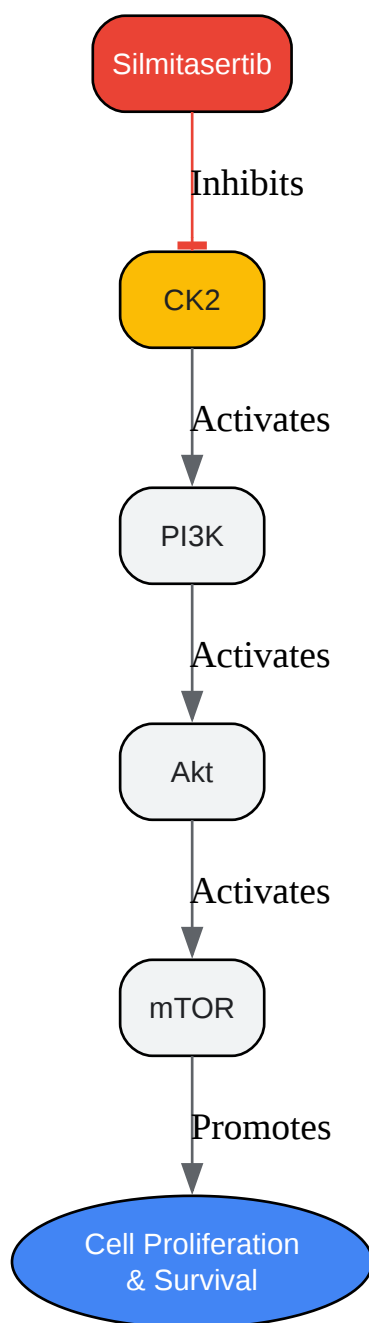 Silmitasertib
Inhibits
CK2
Activates
PI3K
Activates
Akt
Activates
mTOR
Promotes
Cell Proliferation
& Survival